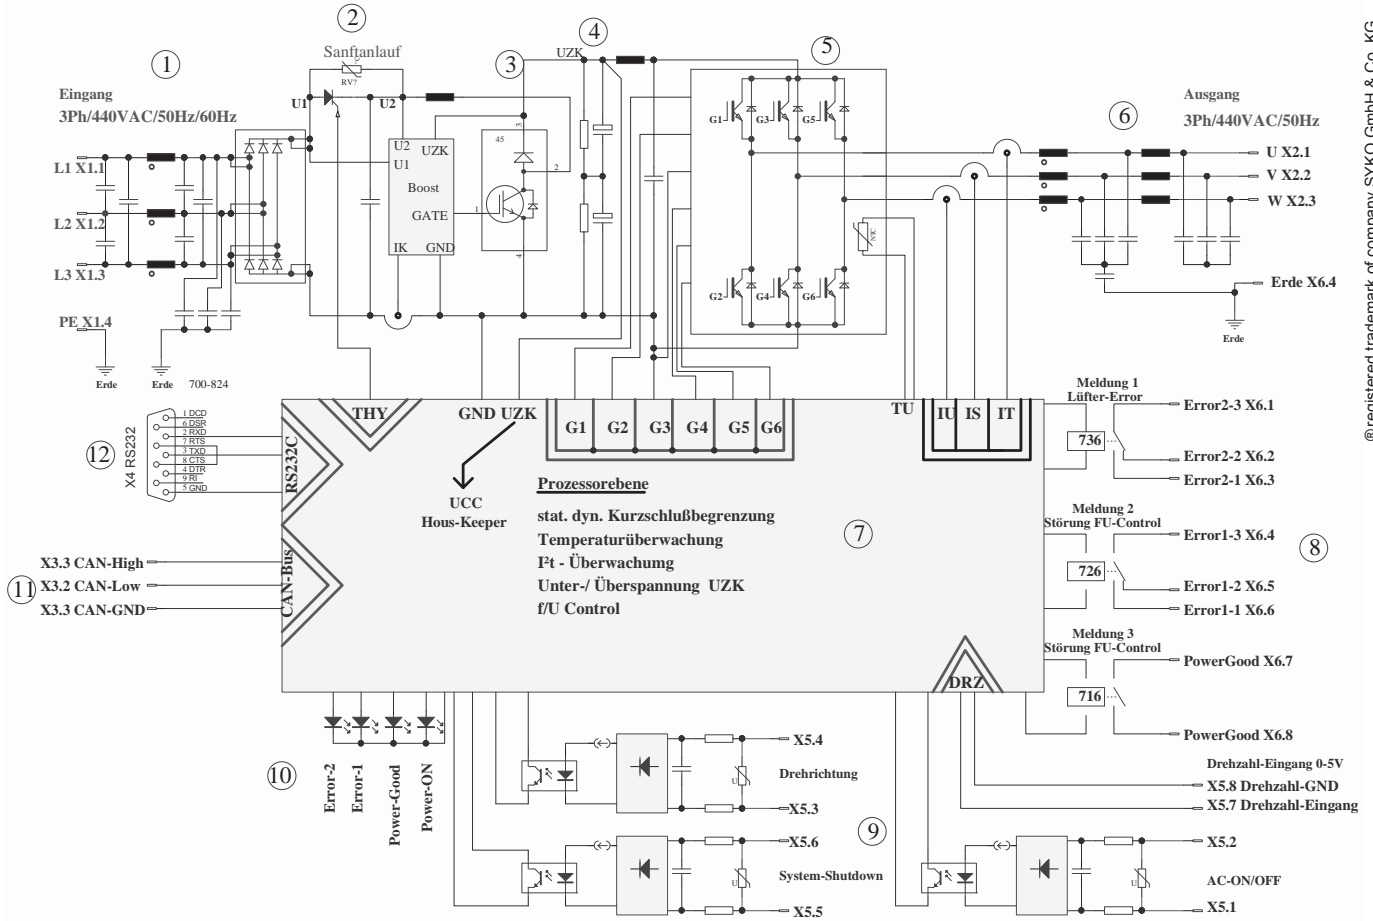 1
Eingang
3Ph/440VAC/50Hz/60Hz
L1 X1.1
L2 X1.2
L3 X1.3
PE X1.4
Erde
Erde
700-824
2
Sanftanlauf
RV?
U1
U2
U2
U1
UZK
Boost
GATE
IK
GND
3
45
3
2
1
4
4
UZK
5
G1
G3
G5
G2
G4
G6
NTC
6
Ausgang
3Ph/440VAC/50Hz
U X2.1
V X2.2
W X2.3
Erde X6.4
Erde
® registered trademark of company SYKO GmbH & Co. KG
THY
GND UZK
G1
G2
G3
G4
G5
G6
TU
IU
IS
IT
UCC
Hous-Keeper
Prozessorebene
stat. dyn. Kurzschlußbegrenzung
Temperaturüberwachung
I²t - Überwachumg
Unter-/ Überspannung UZK
f/U Control
7
12
X4 RS232
1 DCD
6 DSR
2 RXD
7 RTS
3 TXD
8 CTS
4 DTR
9 RI
5 GND
RS232C
11
X3.3 CAN-High
X3.2 CAN-Low
X3.3 CAN-GND
CAN-Bus
Meldung 1
Lüfter-Error
736
Error2-3 X6.1
Error2-2 X6.2
Error2-1 X6.3
Meldung 2
Störung FU-Control
726
Error1-3 X6.4
Error1-2 X6.5
Error1-1 X6.6
8
Meldung 3
Störung FU-Control
716
PowerGood X6.7
PowerGood X6.8
DRZ
Drehzahl-Eingang 0-5V
X5.8 Drehzahl-GND
X5.7 Drehzahl-Eingang
10
Error-2
Error-1
Power-Good
Power-ON
X5.4
Drehrichtung
U
X5.3
9
X5.6
System-Shutdown
U
X5.5
X5.2
AC-ON/OFF
U
X5.1